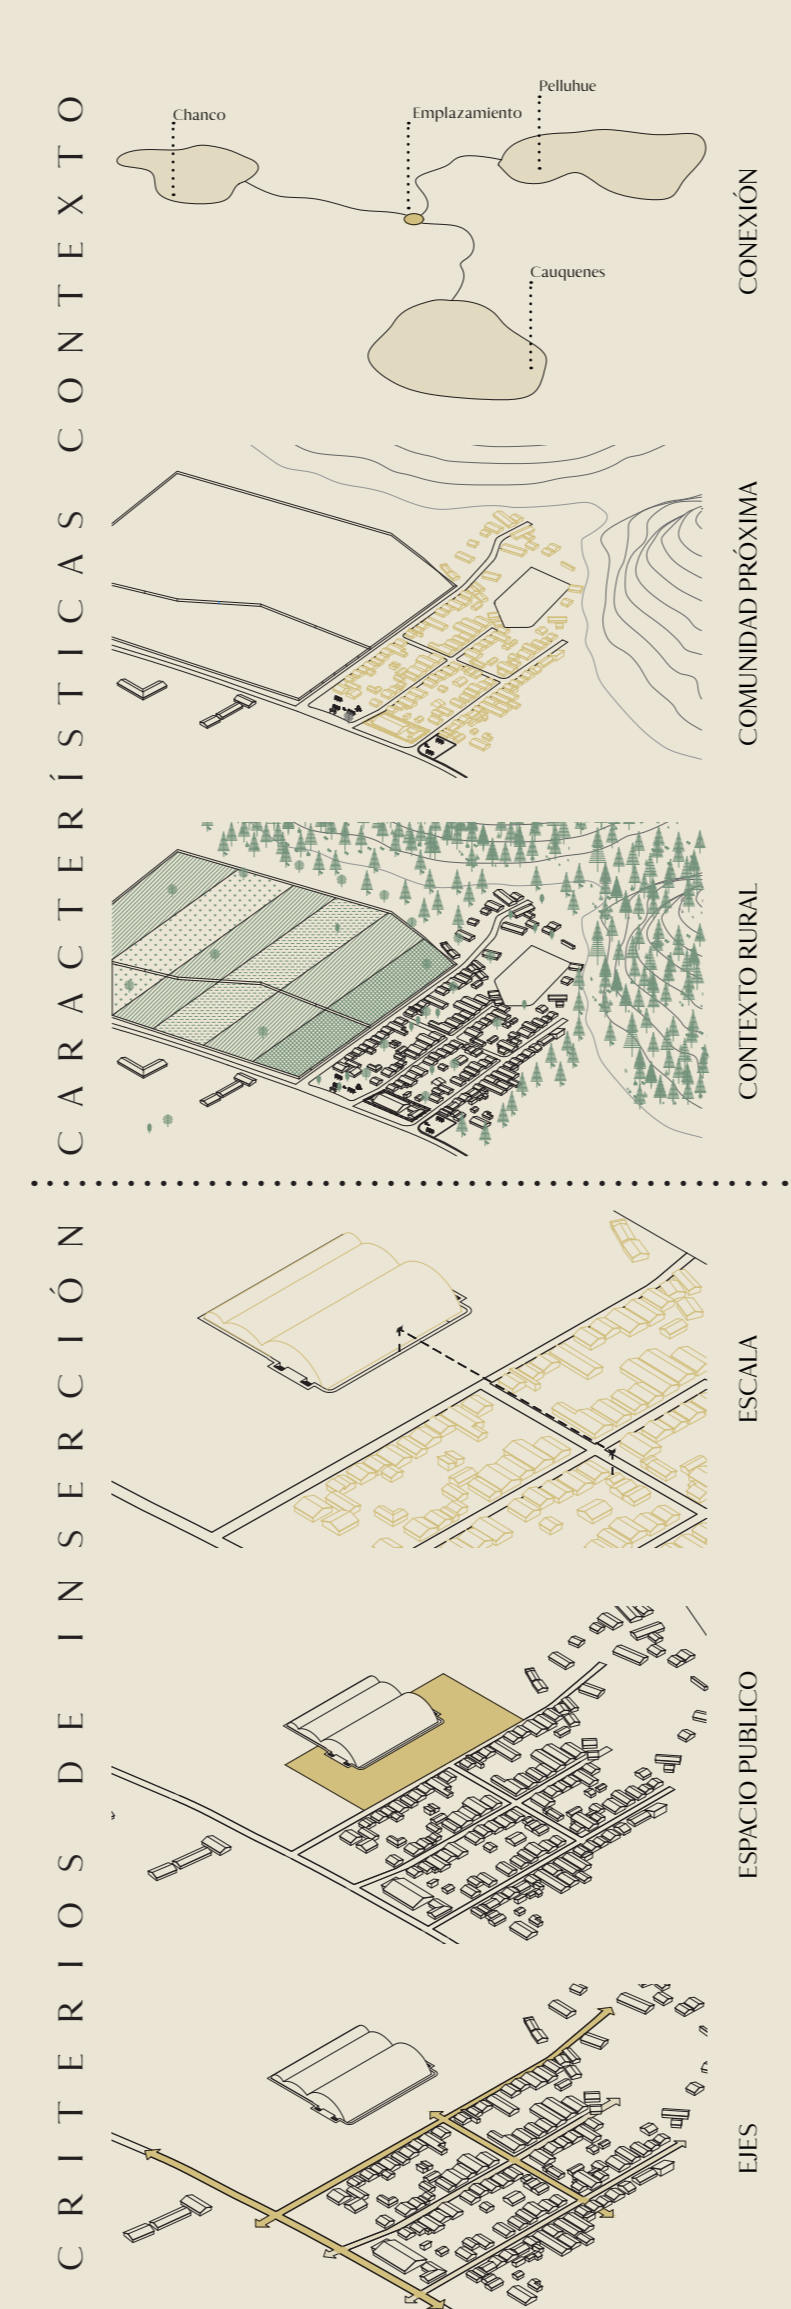 CARACTERÍSTICAS CONTEXTO
Chanco
Emplazamiento
Pelluhue
Cauquenes
CONEXIÓN
COMUNIDAD PRÓXIMA
CONTEXTO RURAL
CRITERIOS DE INSERCIÓN
ESCALA
ESPACIO PUBLICO
EJES